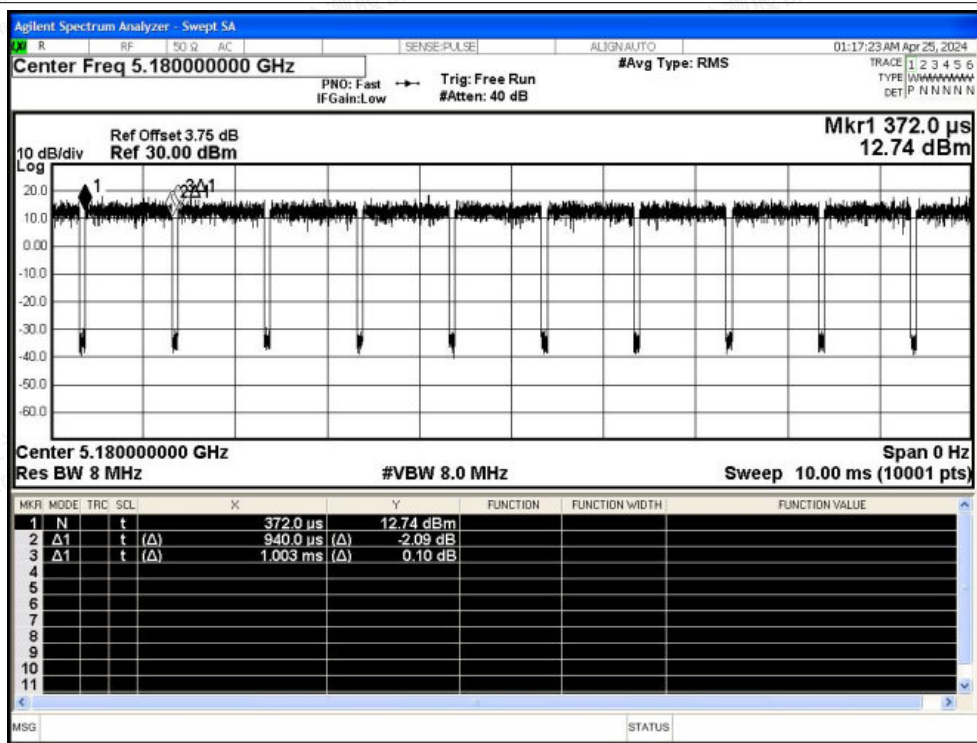 Agilent Spectrum Analyzer - Swept SA
LXI R RF 50 Ω AC SENSE:PULSE ALIGNAUTO 01:17:23 AM Apr 25, 2024
Center Freq 5.180000000 GHz #Avg Type: RMS TRACE 1 2 3 4 5 6
PNO: Fast Trig: Free Run TYPE
IFGain:Low #Atten: 40 dB DET P N N N N N
Mkr1 372.0 µs
Ref Offset 3.75 dB
10 dB/div Ref 30.00 dBm 12.74 dBm
Log
20.0
10.0
0.00
-10.0
-20.0
-30.0
-40.0
-50.0
-60.0
1
3Δ1
2Δ1
Center 5.180000000 GHz Span 0 Hz
Res BW 8 MHz #VBW 8.0 MHz Sweep 10.00 ms (10001 pts)
MKR MODE TRC SCL X Y FUNCTION FUNCTION WIDTH FUNCTION VALUE
1 N t 372.0 µs 12.74 dBm
2 Δ1 t (Δ) 940.0 µs (Δ) -2.09 dB
3 Δ1 t (Δ) 1.003 ms (Δ) 0.10 dB
4
5
6
7
8
9
10
11
MSG STATUS